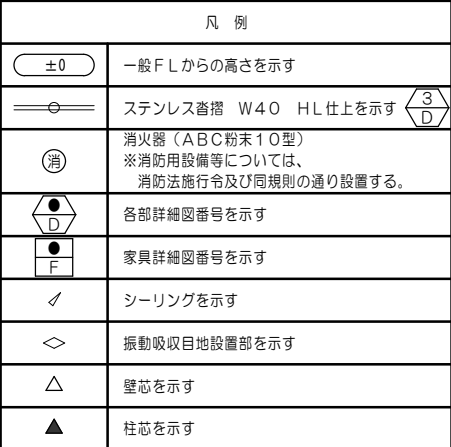 凡 例
±0
一般FLからの高さを示す
ステンレス沓摺 W40 HL仕上を示す
3
D
消
消火器(ABC粉末10型)
※消防用設備等については、
消防法施行令及び同規則の通り設置する。
D
各部詳細図番号を示す
F
家具詳細図番号を示す
シーリングを示す
振動吸収目地設置部を示す
壁芯を示す
柱芯を示す